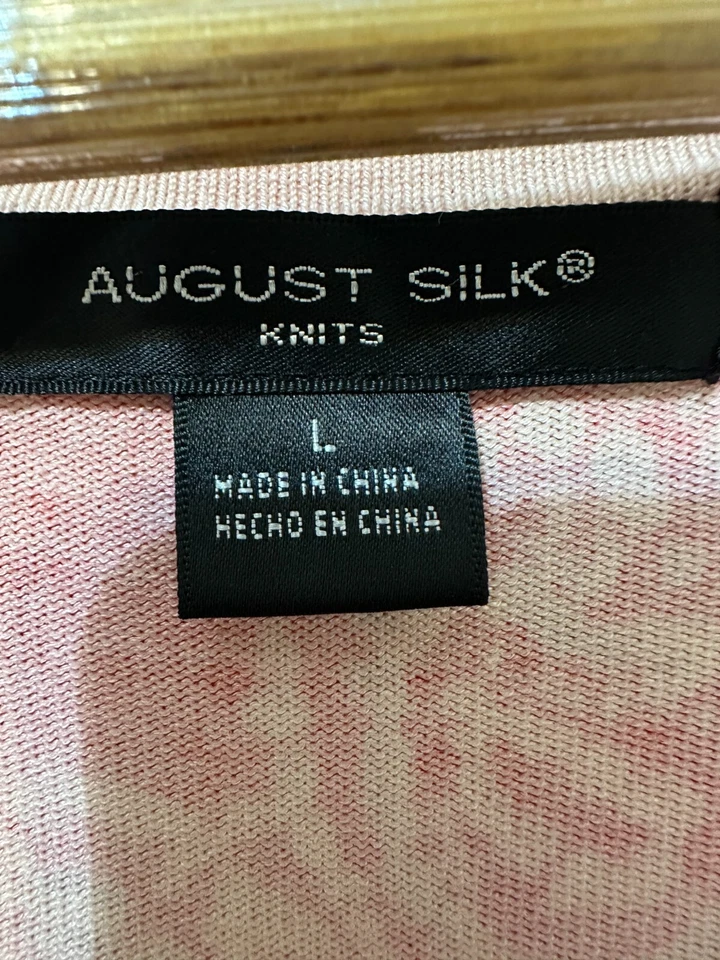 AUGUST SILK®
KNITS
L
MADE IN CHINA
HECHO EN CHINA